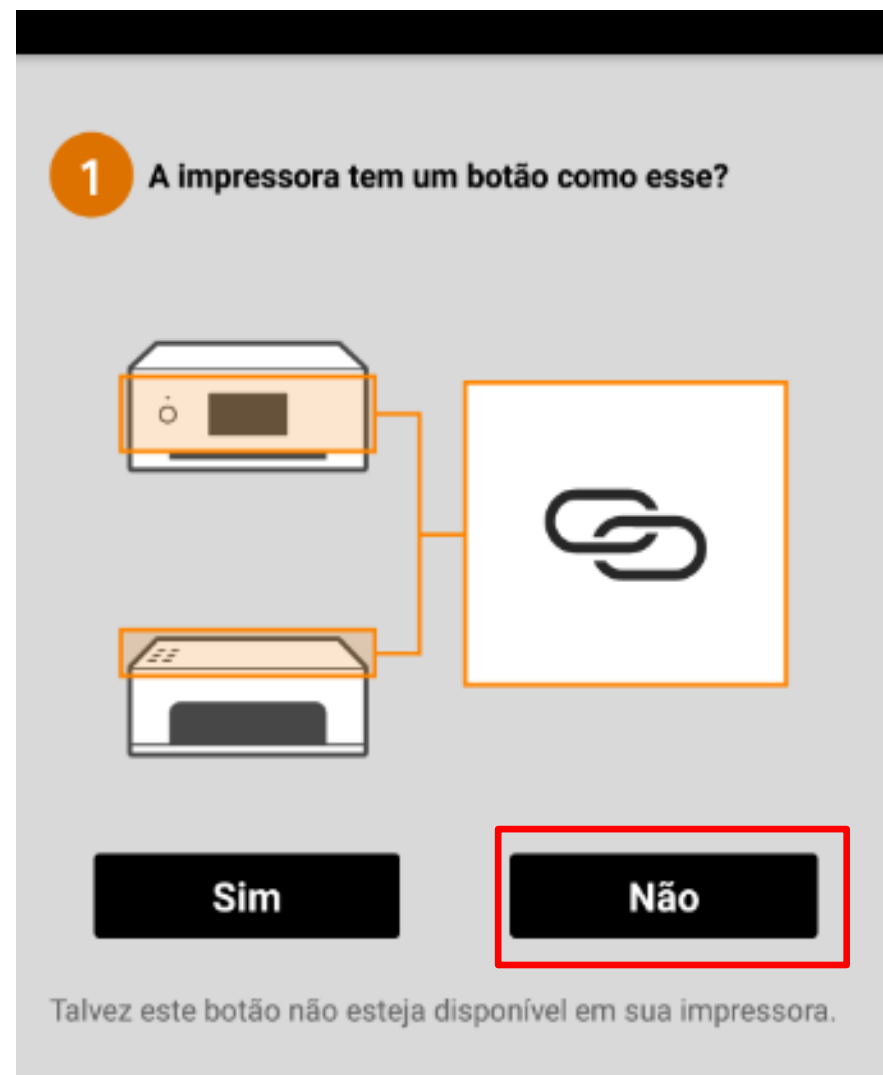 1 A impressora tem um botão como esse?
Sim
Não
Talvez este botão não esteja disponível em sua impressora.